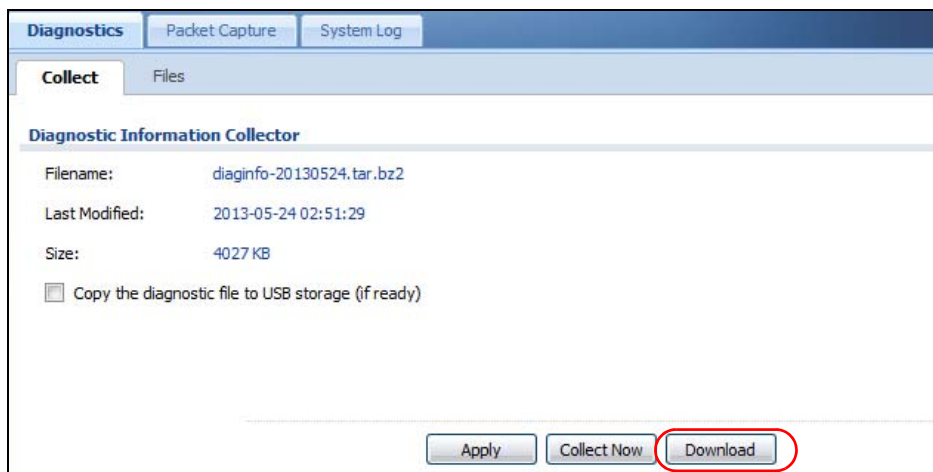 Diagnostics Packet Capture System Log
Collect Files
Diagnostic Information Collector
Filename: diaginfo-20130524.tar.bz2
Last Modified: 2013-05-24 02:51:29
Size: 4027 KB
Copy the diagnostic file to USB storage (if ready)
Apply Collect Now Download